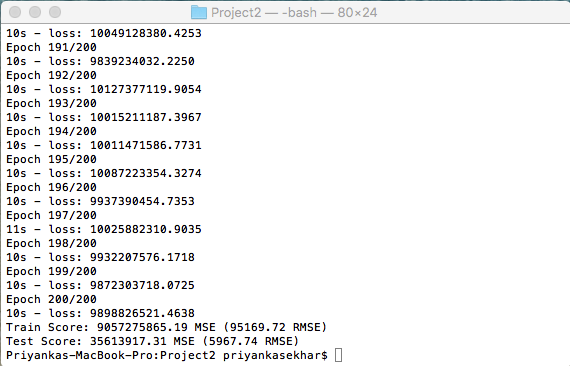 Project2 — -bash — 80×24
10s - loss: 10049128380.4253
Epoch 191/200
10s - loss: 9839234032.2250
Epoch 192/200
10s - loss: 10127377119.9054
Epoch 193/200
10s - loss: 10015211187.3967
Epoch 194/200
10s - loss: 10011471586.7731
Epoch 195/200
10s - loss: 10087223354.3274
Epoch 196/200
10s - loss: 9937390454.7353
Epoch 197/200
11s - loss: 10025882310.9035
Epoch 198/200
10s - loss: 9932207576.1718
Epoch 199/200
10s - loss: 9872303718.0725
Epoch 200/200
10s - loss: 9898826521.4638
Train Score: 9057275865.19 MSE (95169.72 RMSE)
Test Score: 35613917.31 MSE (5967.74 RMSE)
Priyankas-MacBook-Pro:Project2 priyankasekhar$